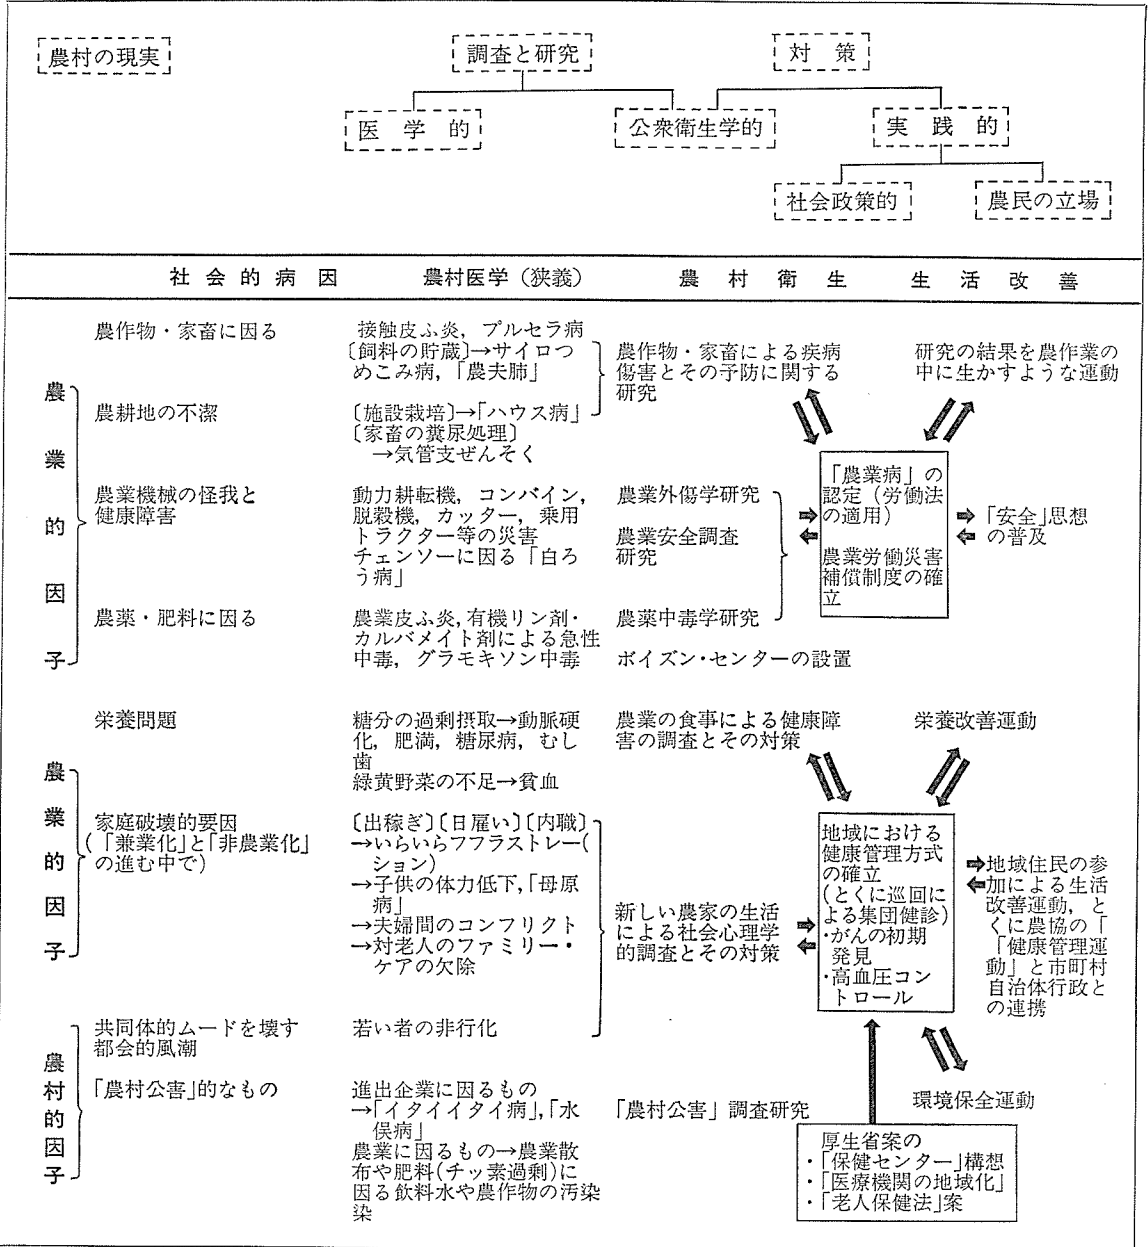 農村の現実
調査と研究
対　策
医　学　的
公衆衛生学的
実　践　的
社会政策的
農民の立場
社会的病因
農村医学（狭義）
農村衛生
生活改善
農業的因子
農作物・家畜に因る
接触皮ふ炎，プルセラ病
〔飼料の貯蔵〕→サイロつ
めこみ病，「農夫肺」
農作物・家畜による疾病
傷害とその予防に関する
研究
研究の結果を農作業の
中に生かすような運動
農耕地の不潔
〔施設栽培〕→「ハウス病」
〔家畜の糞尿処理〕
→気管支ぜんそく
農業機械の怪我と
健康障害
動力耕転機，コンバイン，
脱穀機，カッター，乗用
トラクター等の災害
チェンソーに因る「白ろ
う病」
農業外傷学研究
農業安全調査
研究
「農業病」の
認定（労働法
の適用）
農業労働災害
補償制度の確
立
「安全」思想
の普及
農薬・肥料に因る
農業皮ふ炎，有機リン剤・
カルバメイト剤による急性
中毒，グラモキソン中毒
農薬中毒学研究
ボイズン・センターの設置
農業的因子
栄養問題
糖分の過剰摂取→動脈硬
化，肥満，糖尿病，むし
歯
緑黄野菜の不足→貧血
農業の食事による健康障
害の調査とその対策
栄養改善運動
家庭破壊的要因
(「兼業化」と「非農業化」
の進む中で)
〔出稼ぎ〕〔日雇い〕〔内職〕
→いらいらフフラストレー(
ション)
→子供の体力低下，「母原
病」
→夫婦間のコンフリクト
→対老人のファミリー・
ケアの欠除
新しい農家の生活
による社会心理学
的調査とその対策
地域における
健康管理方式
の確立
(とくに巡回に
よる集団健診)
・がんの初期
発見
・高血圧コン
トロール
地域住民の参
加による生活
改善運動，と
くに農協の「
「健康管理運
動」と市町村
自治体行政と
の連携
農村的因子
共同体的ムードを壊す
都会的風潮
若い者の非行化
「農村公害」的なもの
進出企業に因るもの
→「イタイイタイ病」，「水
俣病」
農業に因るもの→農業散
布や肥料(チッ素過剰)に
因る飲料水や農作物の汚染
染
「農村公害」調査研究
環境保全運動
厚生省案の
・「保健センター」構想
・「医療機関の地域化」
・「老人保健法」案